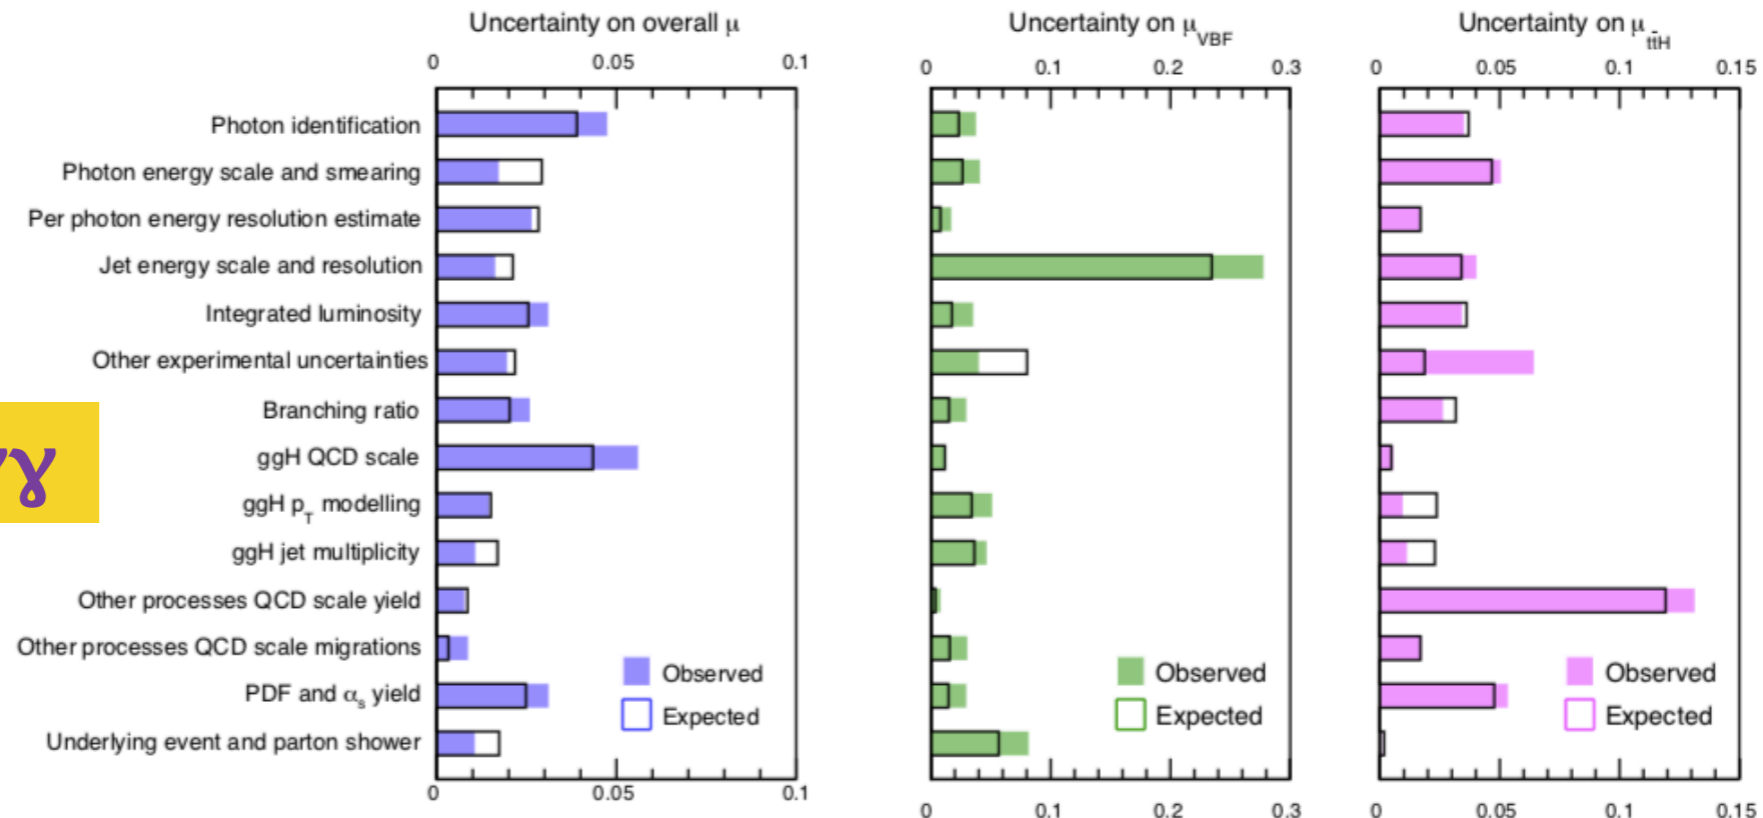 Uncertainty on overall μ
0 0.05 0.1
Uncertainty on μVBF
0 0.1 0.2 0.3
Uncertainty on μtt̄H
0 0.05 0.1 0.15
Photon identification
Photon energy scale and smearing
Per photon energy resolution estimate
Jet energy scale and resolution
Integrated luminosity
Other experimental uncertainties
Branching ratio
γγ
ggH QCD scale
ggH pT modelling
ggH jet multiplicity
Other processes QCD scale yield
Other processes QCD scale migrations
PDF and αs yield
Underlying event and parton shower
Observed
Expected
Observed
Expected
Observed
Expected
0 0.05 0.1
0 0.1 0.2 0.3
0 0.05 0.1 0.15